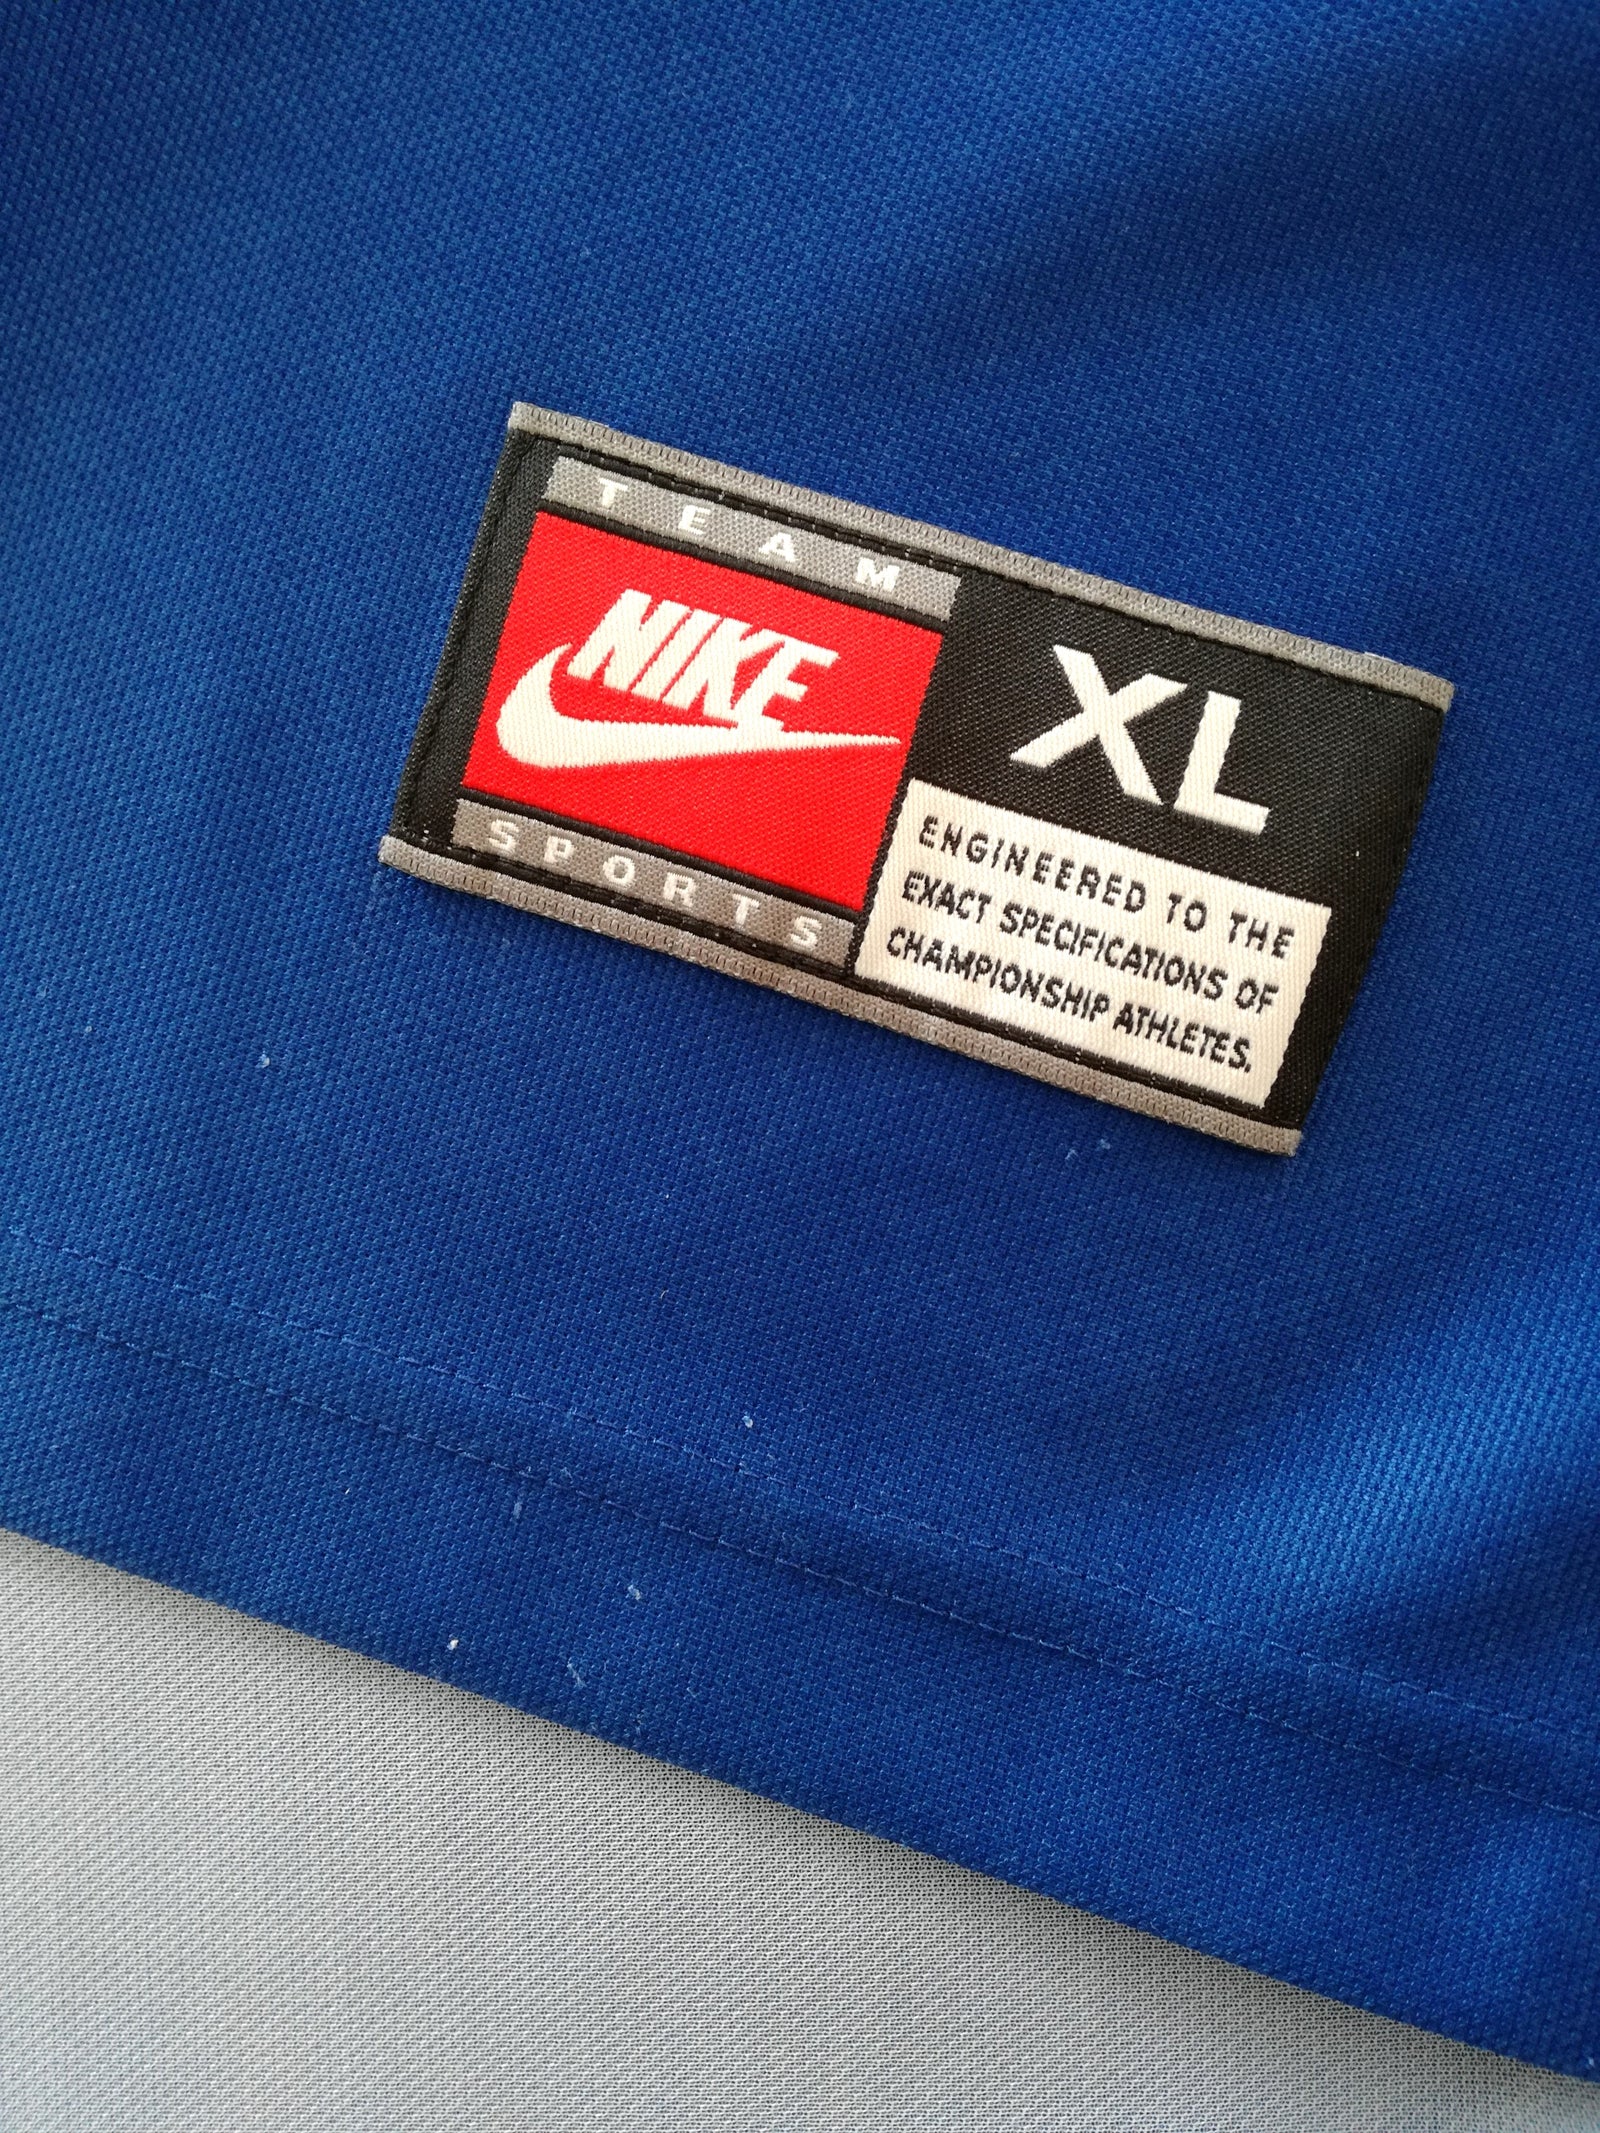 TEAM
NIKE
SPORTS
XL
ENGINEERED TO THE
EXACT SPECIFICATIONS OF
CHAMPIONSHIP ATHLETES.